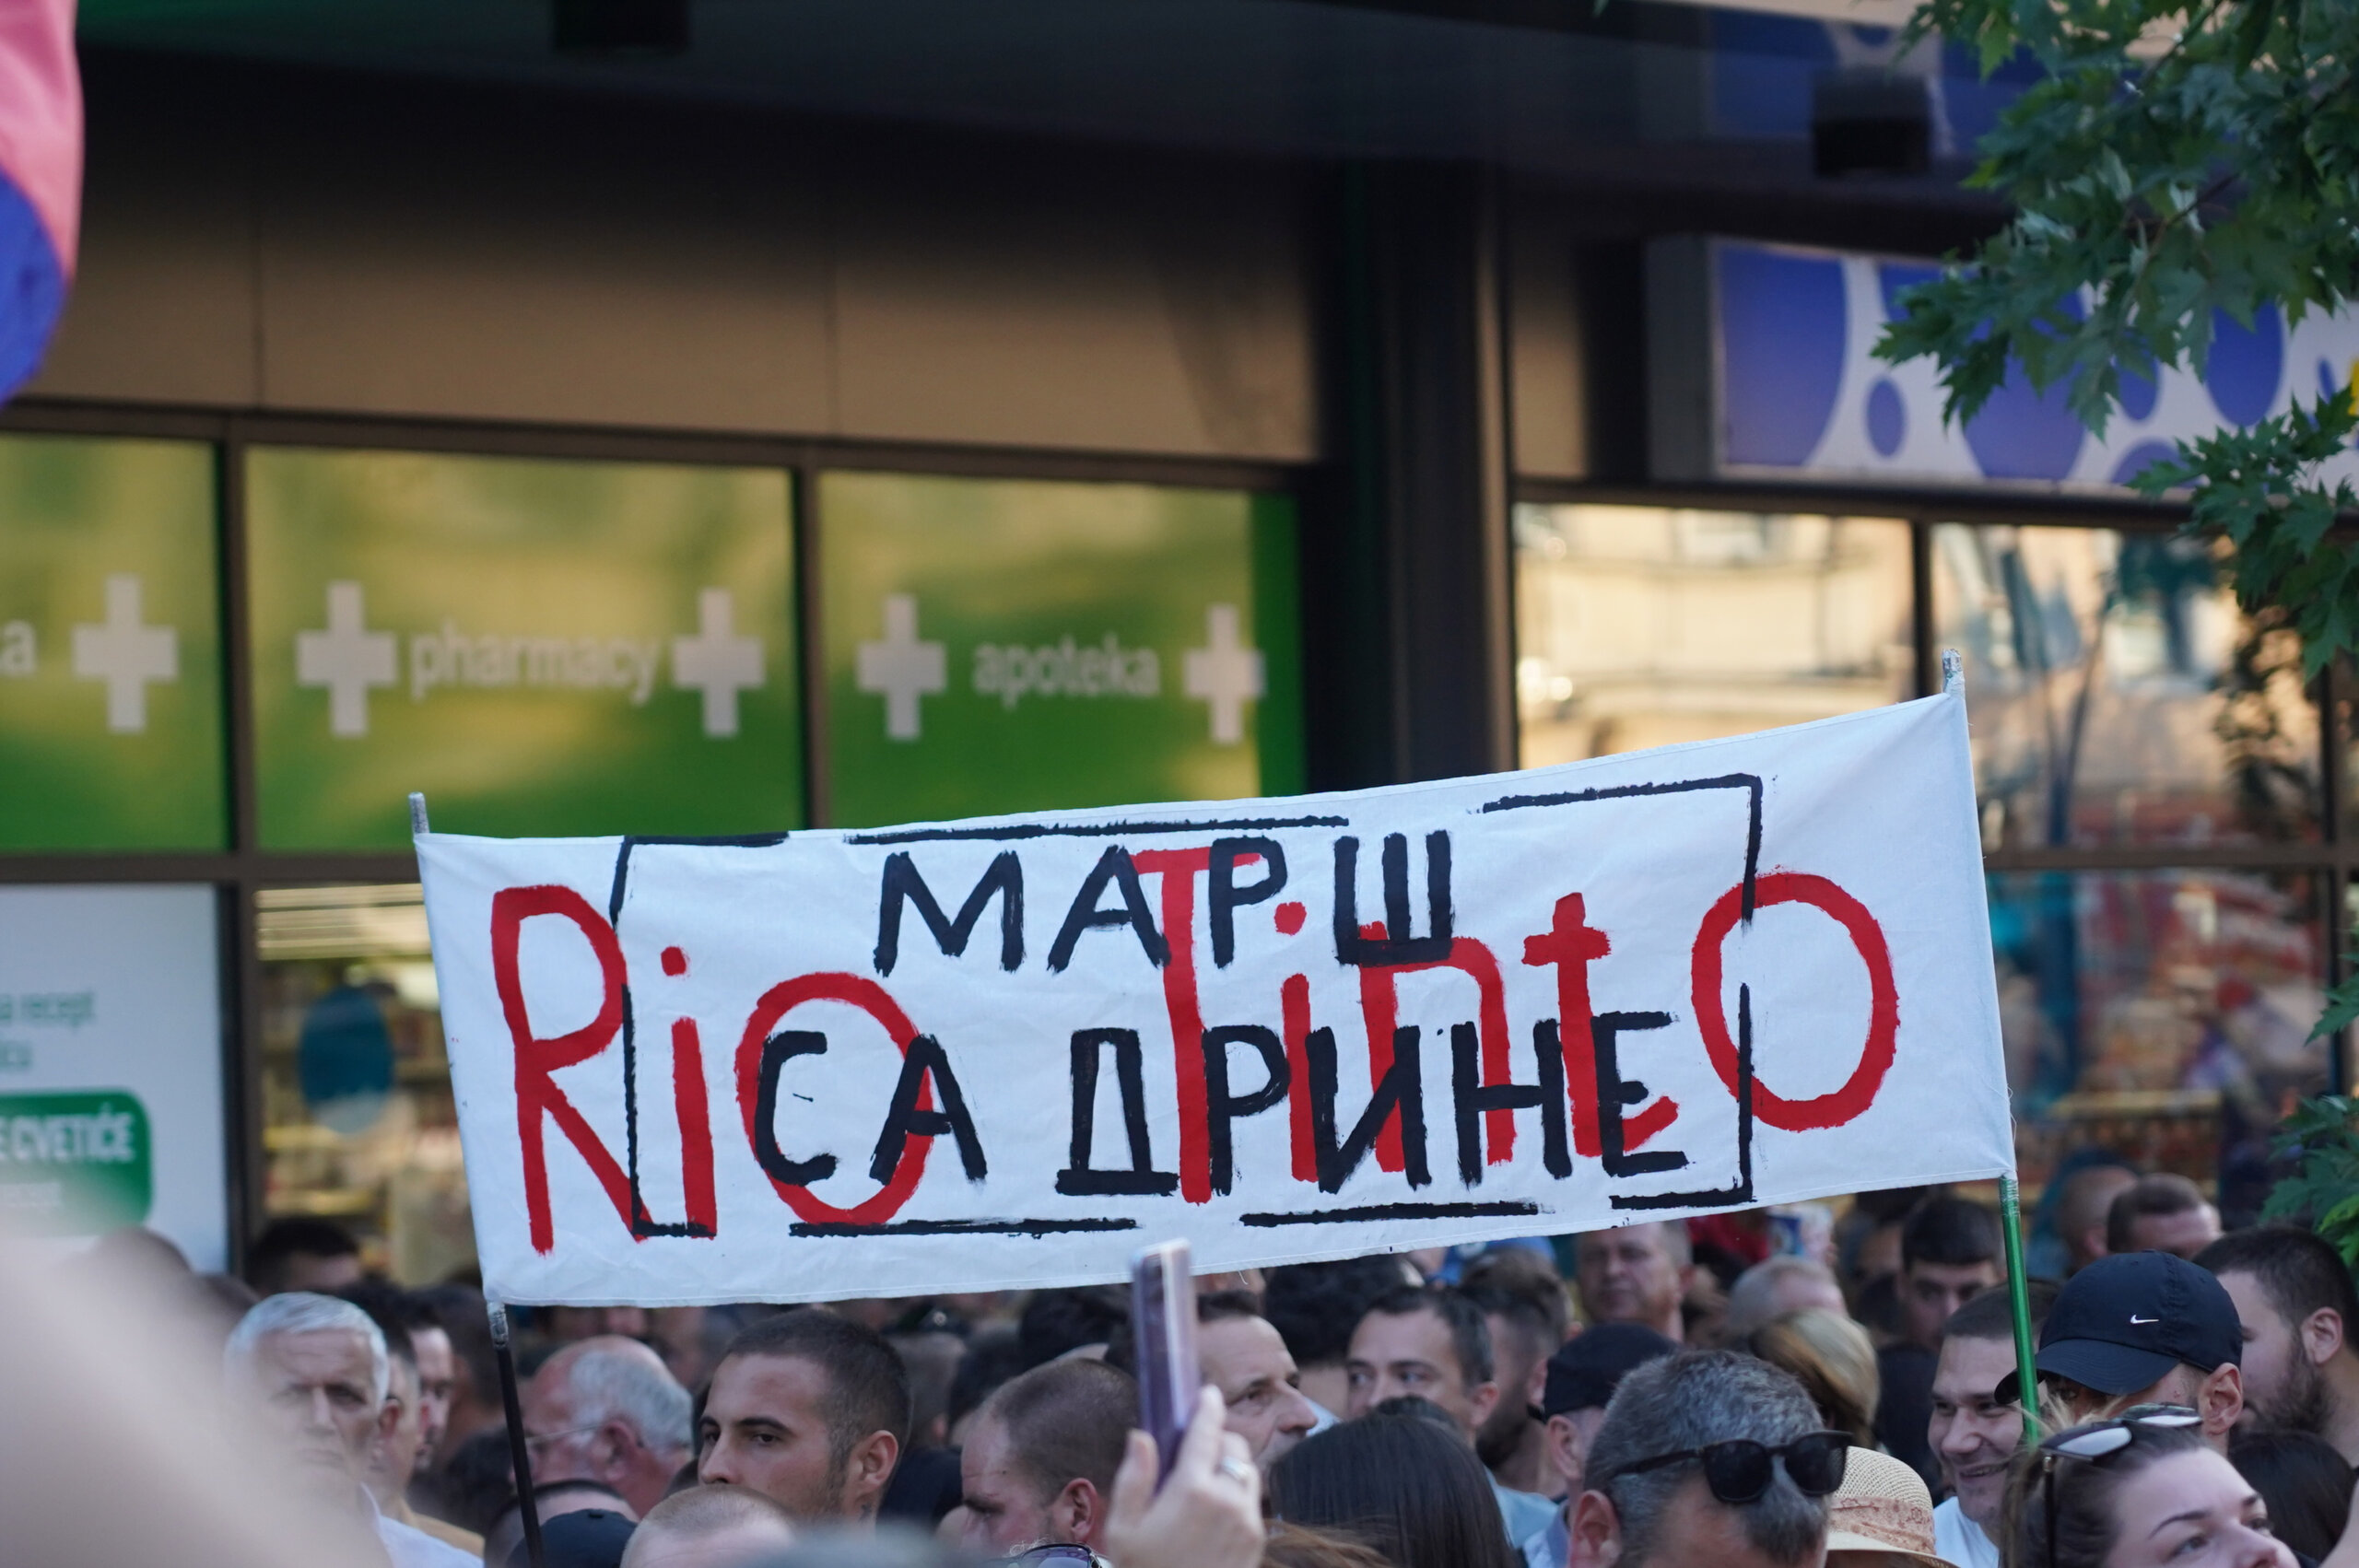 pharmacy
apoteka
МАРШ
Rio Tinto
СА ДРИНЕ